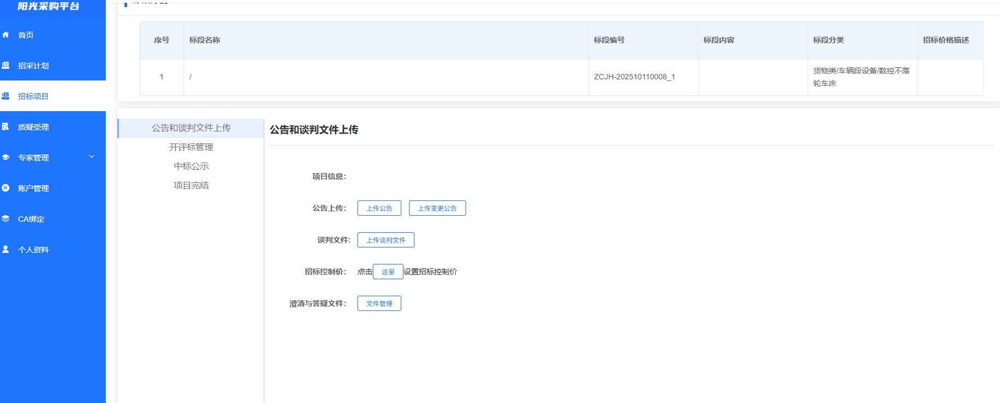 阳光采购平台
首页
招采计划
招标项目
质疑受理
专家管理
账户管理
CA绑定
个人资料
序号 标段名称 标段编号 标段内容 标段分类 招标价格描述
1 / ZCJH-202510110008_1 货物类/车辆段设备/数控不落
轮车床
公告和谈判文件上传
开评标管理
中标公示
项目完结
公告和谈判文件上传
项目信息：
公告上传： 上传公告 上传变更公告
谈判文件: 上传谈判文件
招标控制价： 点击 这里 设置招标控制价
澄清与答疑文件： 文件管理